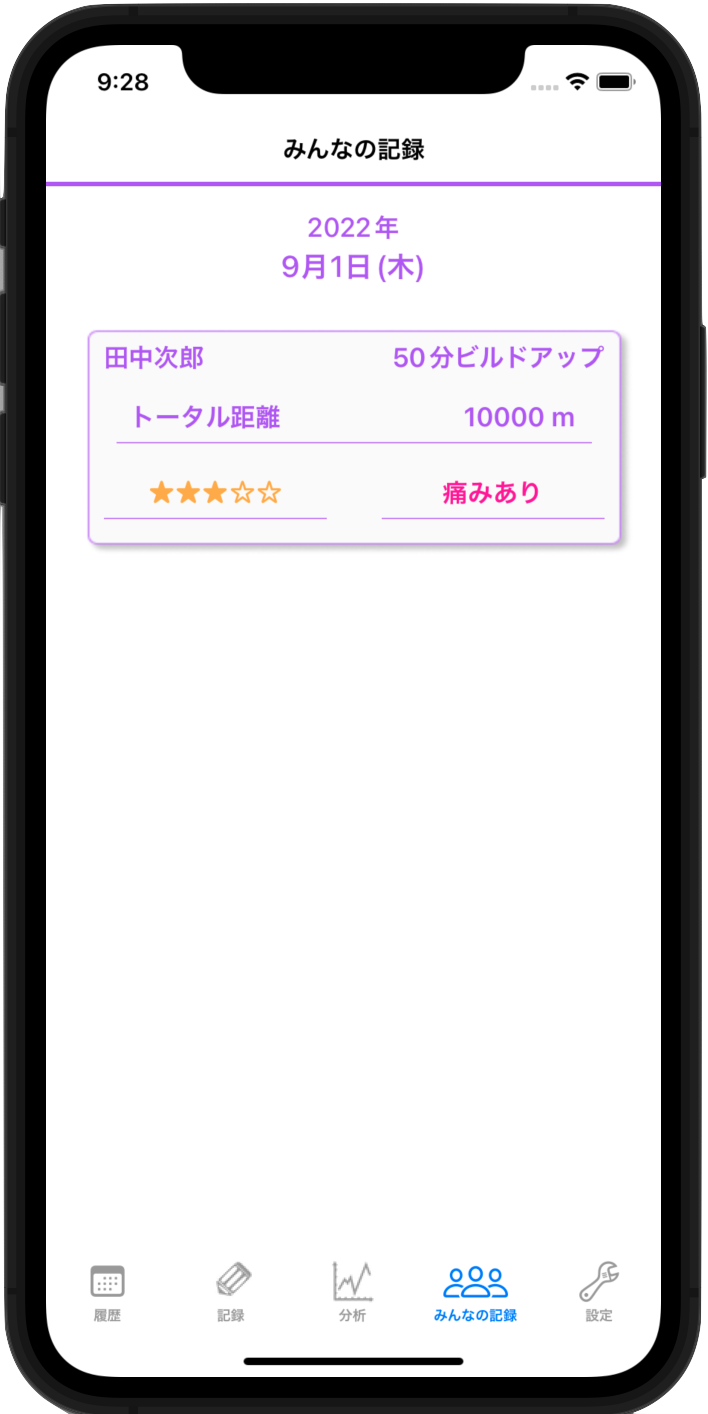 9:28
みんなの記録
2022年
9月1日(木)
田中次郎 50分ビルドアップ
トータル距離 10000 m
★★★☆☆ 痛みあり
履歴 記録 分析 みんなの記録 設定